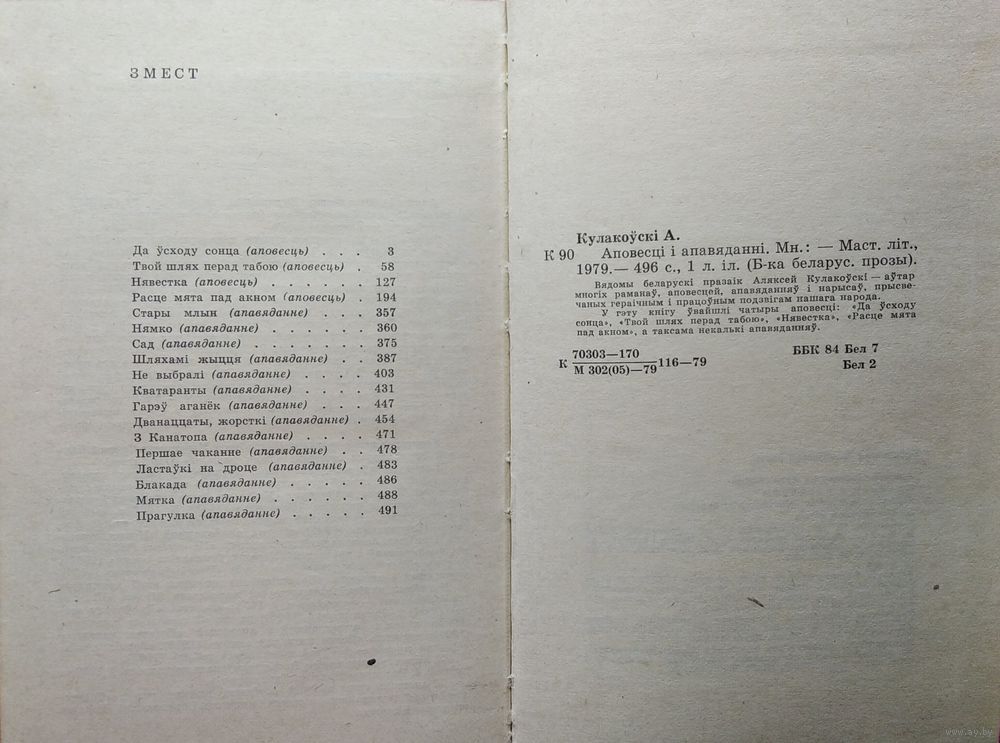 ЗМЕСТ
Да ўсходу сонца (аповесць) . . . 3
Твой шлях перад табою (аповесць) . 58
Нявестка (аповесць) . . . . . . 127
Расце мята пад акном (аповесць) . 194
Стары млын (апавяданне) . . . . 357
Нямко (апавяданне) . . . . . . 360
Сад (апавяданне) . . . . . . . 375
Шляхамі жыцця (апавяданне) . . . 387
Не выбралі (апавяданне) . . . . 403
Кватаранты (апавяданне) . . . . 431
Гарэў аганёк (апавяданне) . . . 447
Дванаццаты, жорсткі (апавяданне) . 454
З Канатопа (апавяданне) . . . . 471
Першае чаканне (апавяданне) . . 478
Ластаўкі на дроце (апавяданне) . 483
Блакада (апавяданне) . . . . . 486
Мятка (апавяданне) . . . . . . 488
Прагулка (апавяданне) . . . . . 491
Кулакоўскі А.
К 90 Аповесці і апавяданні. Мн.: — Маст. літ.,
1979.— 496 с., 1 л. іл. (Б-ка беларус. прозы).
Вядомы беларускі празаік Аляксей Кулакоўскі — аўтар
многіх раманаў, аповесцей, апавяданняў і нарысаў, прысве-
чаных гераічным і працоўным подзвігам нашага народа.
У гэту кнігу ўвайшлі чатыры аповесці: «Да ўсходу
сонца», «Твой шлях перад табою», «Нявестка», «Расце мята
пад акном», а таксама некалькі апавяданняў.
70303—170
К М 302(05)—79 116—79
ББК 84 Бел 7
Бел 2
www.ay.by